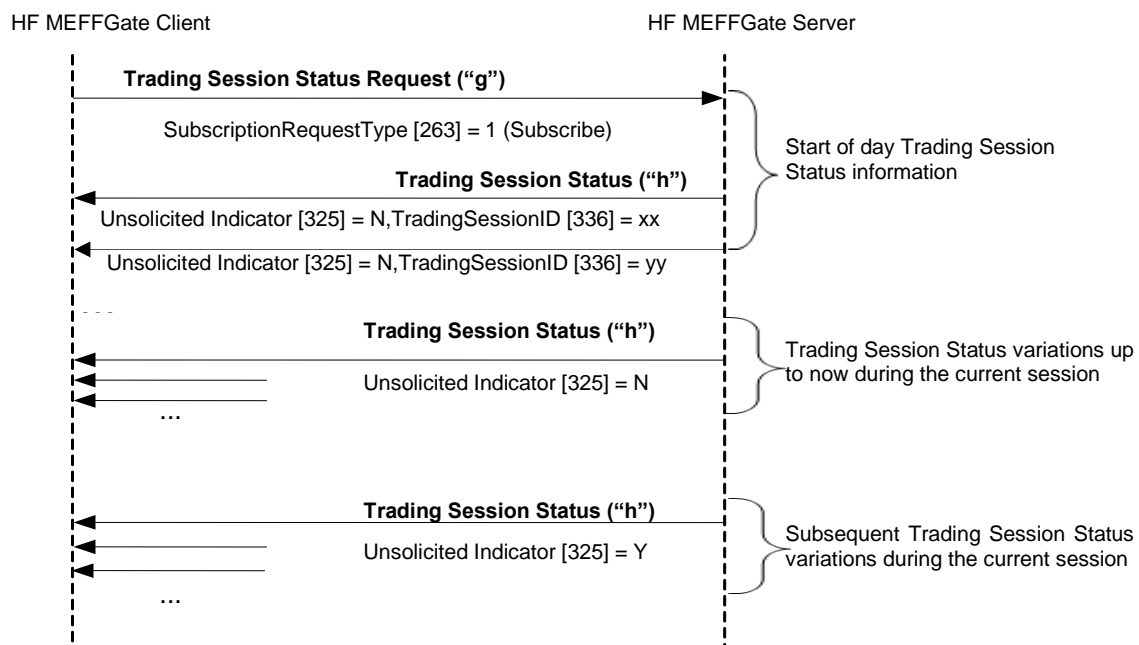 HF MEFFGate Client
HF MEFFGate Server
Trading Session Status Request (“g”)
SubscriptionRequestType [263] = 1 (Subscribe)
Start of day Trading Session
Status information
Trading Session Status (“h”)
Unsolicited Indicator [325] = N,TradingSessionID [336] = xx
Unsolicited Indicator [325] = N,TradingSessionID [336] = yy
...
Trading Session Status (“h”)
Trading Session Status variations up
to now during the current session
Unsolicited Indicator [325] = N
...
Trading Session Status (“h”)
Subsequent Trading Session Status
variations during the current session
Unsolicited Indicator [325] = Y
...